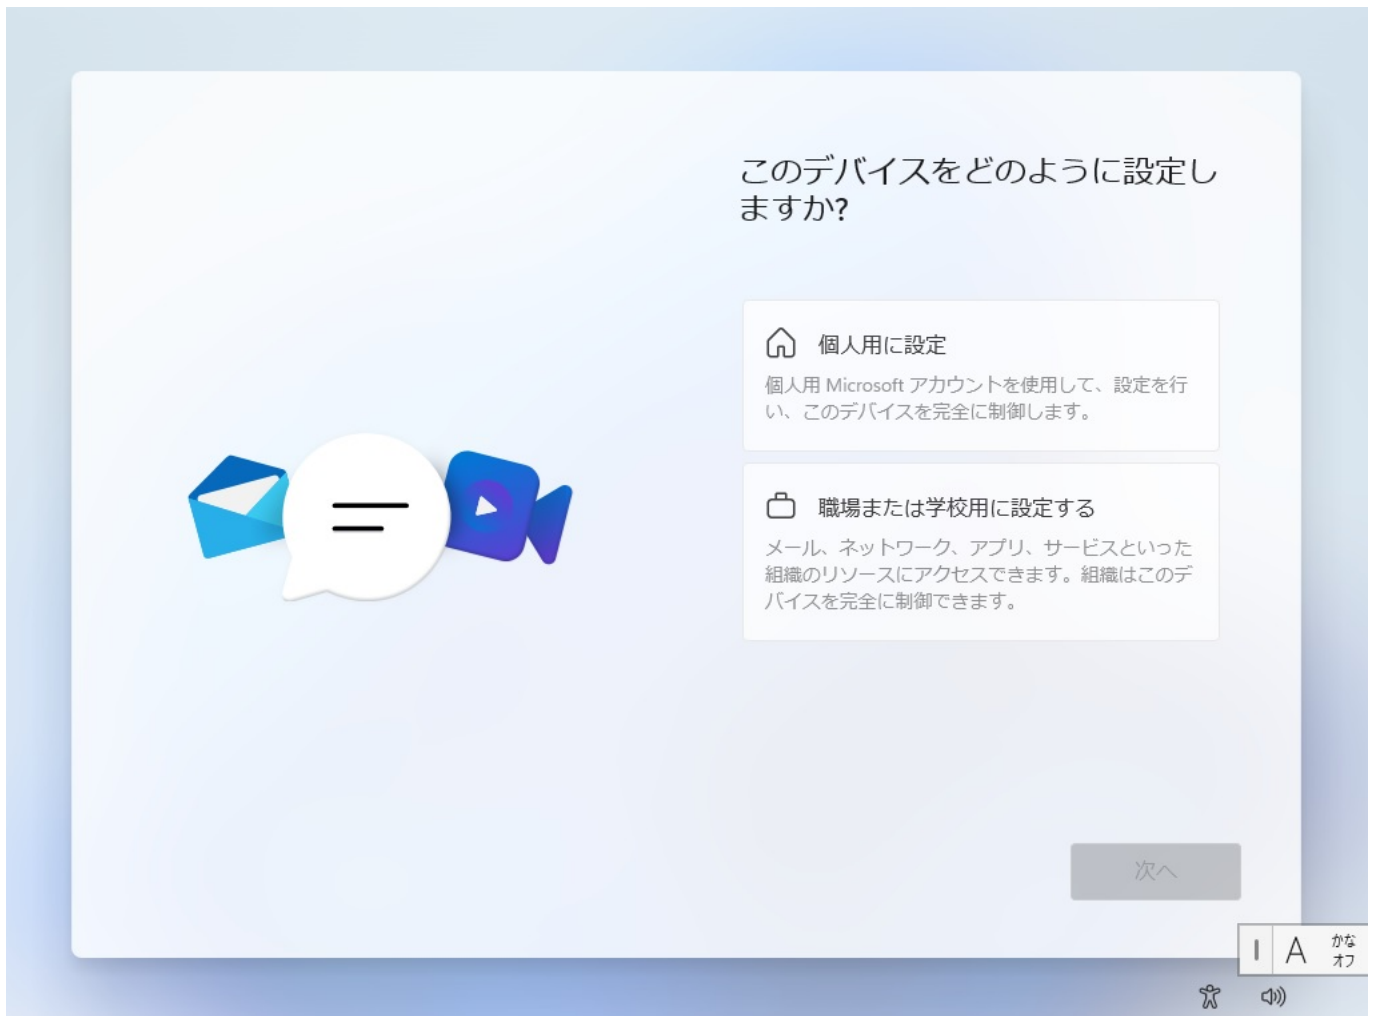 このデバイスをどのように設定し
ますか?
個人用に設定
個人用 Microsoft アカウントを使用して、設定を行
い、このデバイスを完全に制御します。
職場または学校用に設定する
メール、ネットワーク、アプリ、サービスといった
組織のリソースにアクセスできます。組織はこのデ
バイスを完全に制御できます。
次へ
A
かな
オフ